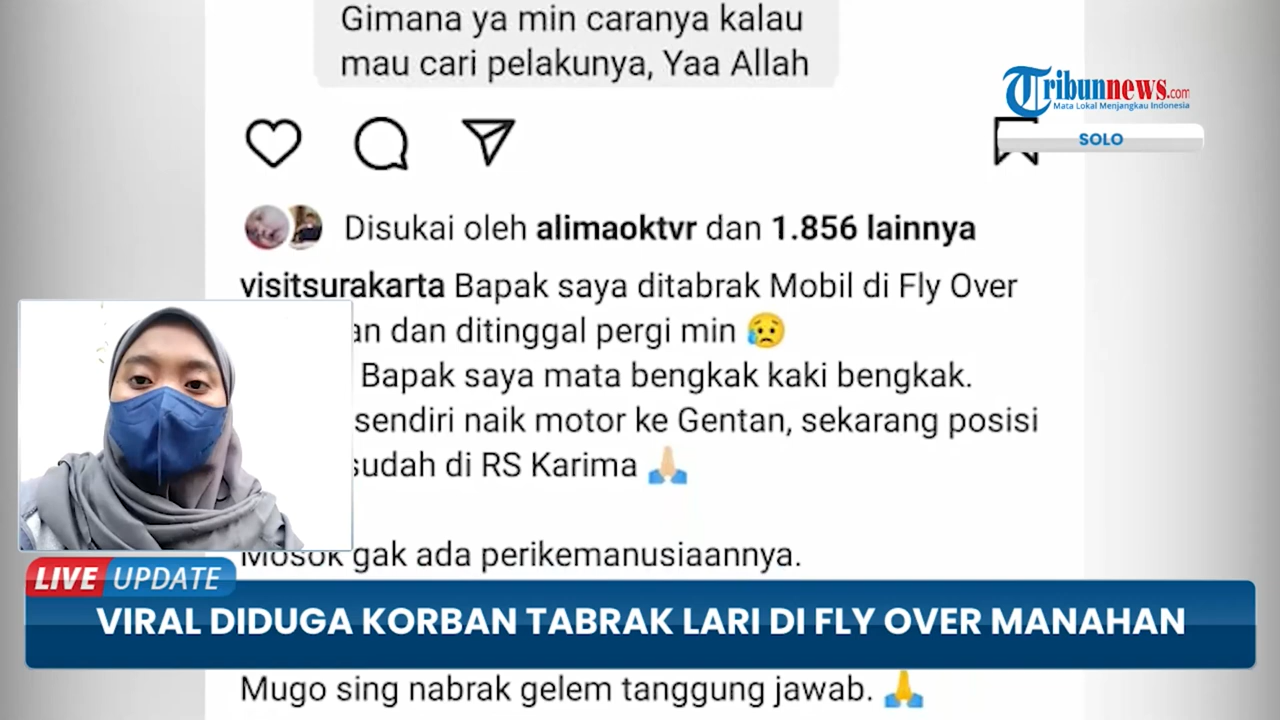 Gimana ya min caranya kalau
mau cari pelakunya, Yaa Allah
Tribunnews.com
Mata Lokal Menjangkau Indonesia
SOLO
Disukai oleh alimaoktvr dan 1.856 lainnya
visitsurakarta Bapak saya ditabrak Mobil di Fly Over
an dan ditinggal pergi min 😥
Bapak saya mata bengkak kaki bengkak.
sendiri naik motor ke Gentan, sekarang posisi
sudah di RS Karima 🙏🏼
Mosok gak ada perikemanusiaannya.
LIVE UPDATE
VIRAL DIDUGA KORBAN TABRAK LARI DI FLY OVER MANAHAN
Mugo sing nabrak gelem tanggung jawab. 🙏